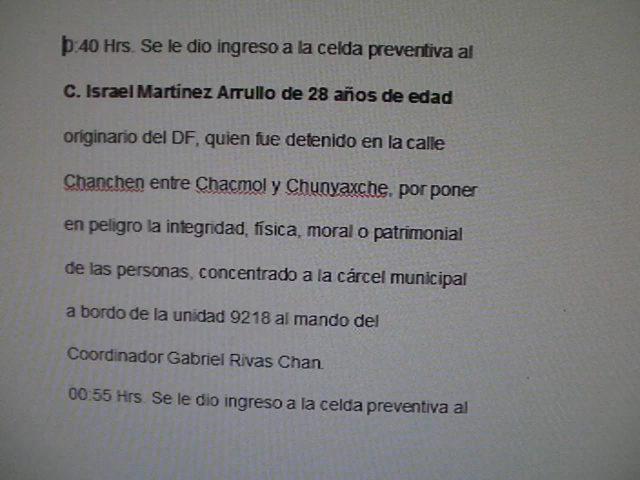 0:40 Hrs. Se le dio ingreso a la celda preventiva al
C. Israel Martínez Arrullo de 28 años de edad
originario del DF, quien fue detenido en la calle
Chanchen entre Chacmol y Chunyaxche, por poner
en peligro la integridad, física, moral o patrimonial
de las personas, concentrado a la cárcel municipal
a bordo de la unidad 9218 al mando del
Coordinador Gabriel Rivas Chan.
00:55 Hrs. Se le dio ingreso a la celda preventiva al